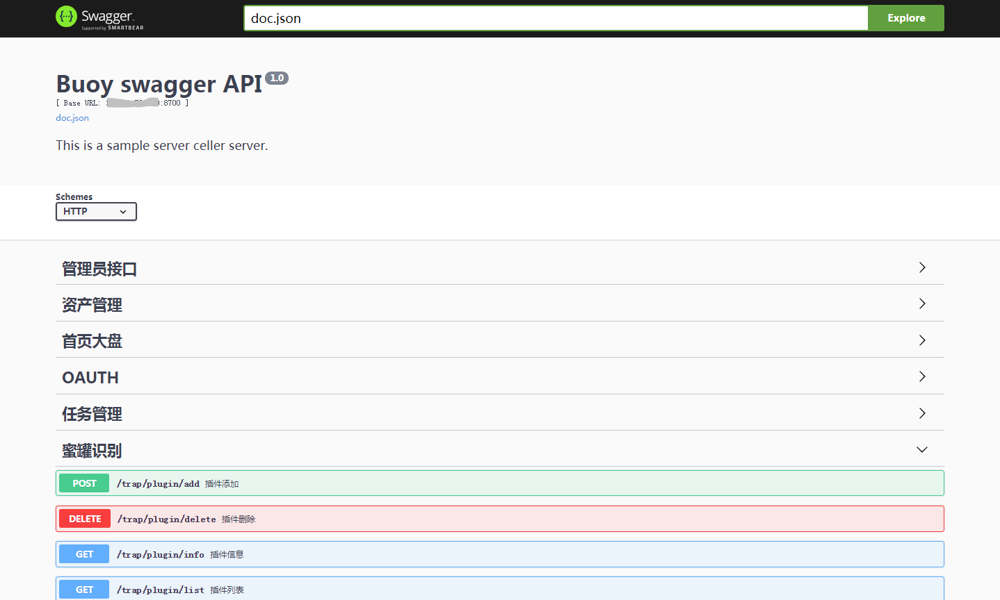 Swagger
Supported by SMARTBEAR
doc.json
Explore
Buoy swagger API 1.0
[ Base URL: :8700 ]
doc.json
This is a sample server celler server.
Schemes
HTTP
管理员接口
资产管理
首页大盘
OAUTH
任务管理
蜜罐识别
POST /trap/plugin/add 插件添加
DELETE /trap/plugin/delete 插件删除
GET /trap/plugin/info 插件信息
GET /trap/plugin/list 插件列表